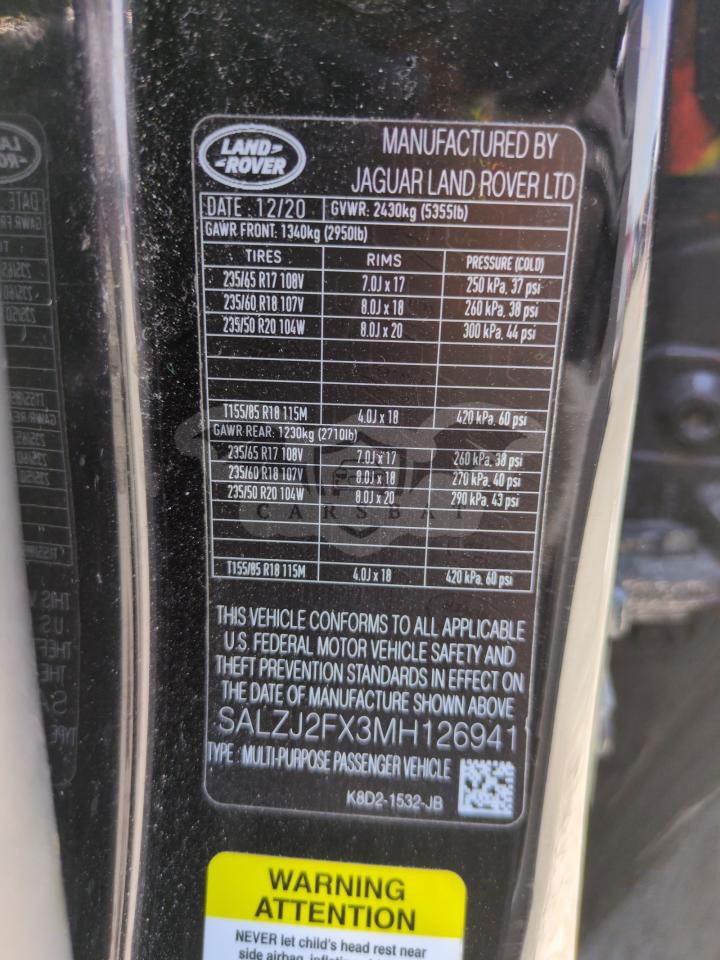 LAND-
-ROVER
MANUFACTURED BY
JAGUAR LAND ROVER LTD
DATE : 12/20 GVWR: 2430kg (5355lb)
GAWR FRONT: 1340kg (2950lb)
TIRES RIMS PRESSURE (COLD)
235/65 R17 108V 7.0J x 17 250 kPa, 37 psi
235/60 R18 107V 8.0J x 18 260 kPa, 38 psi
235/50 R20 104W 8.0J x 20 300 kPa, 44 psi
T155/85 R18 115M 4.0J x 18 420 kPa, 60 psi
GAWR REAR: 1230kg (2710lb)
235/65 R17 108V 7.0J x 17 260 kPa, 38 psi
235/60 R18 107V 8.0J x 18 270 kPa, 40 psi
235/50 R20 104W 8.0J x 20 290 kPa, 43 psi
CARSBAT
T155/85 R18 115M 4.0J x 18 420 kPa, 60 psi
THIS VEHICLE CONFORMS TO ALL APPLICABLE
U.S. FEDERAL MOTOR VEHICLE SAFETY AND
THEFT PREVENTION STANDARDS IN EFFECT ON
THE DATE OF MANUFACTURE SHOWN ABOVE
SALZJ2FX3MH126941
TYPE : MULTI-PURPOSE PASSENGER VEHICLE
K8D2-1532-JB
WARNING
ATTENTION
NEVER let child's head rest near